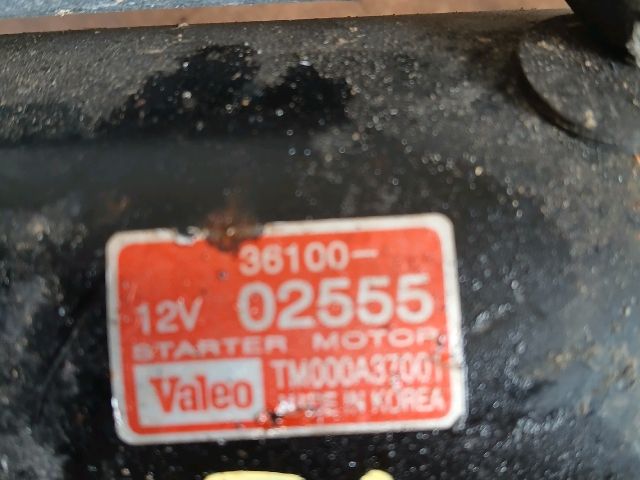 36100-
12V 02555
STARTER MOTOR
Valeo TM000A37001
MADE IN KOREA